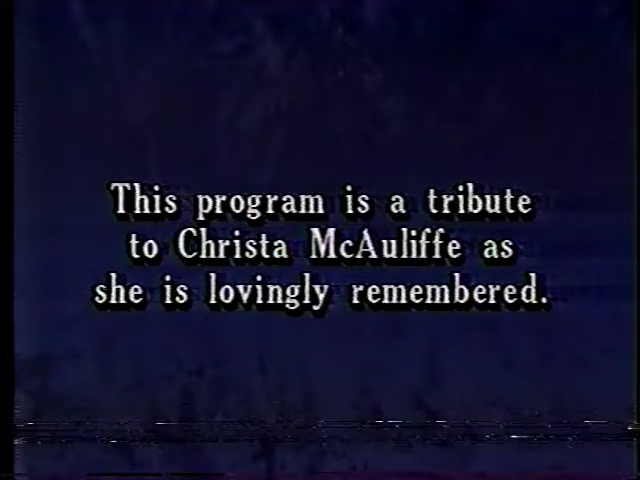 This program is a tribute
to Christa McAuliffe as
she is lovingly remembered.